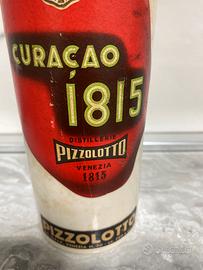 CURAÇAO
1815
DISTILLERIE
PIZZOLOTTO
VENEZIA
1815
PIZZOLOTTO